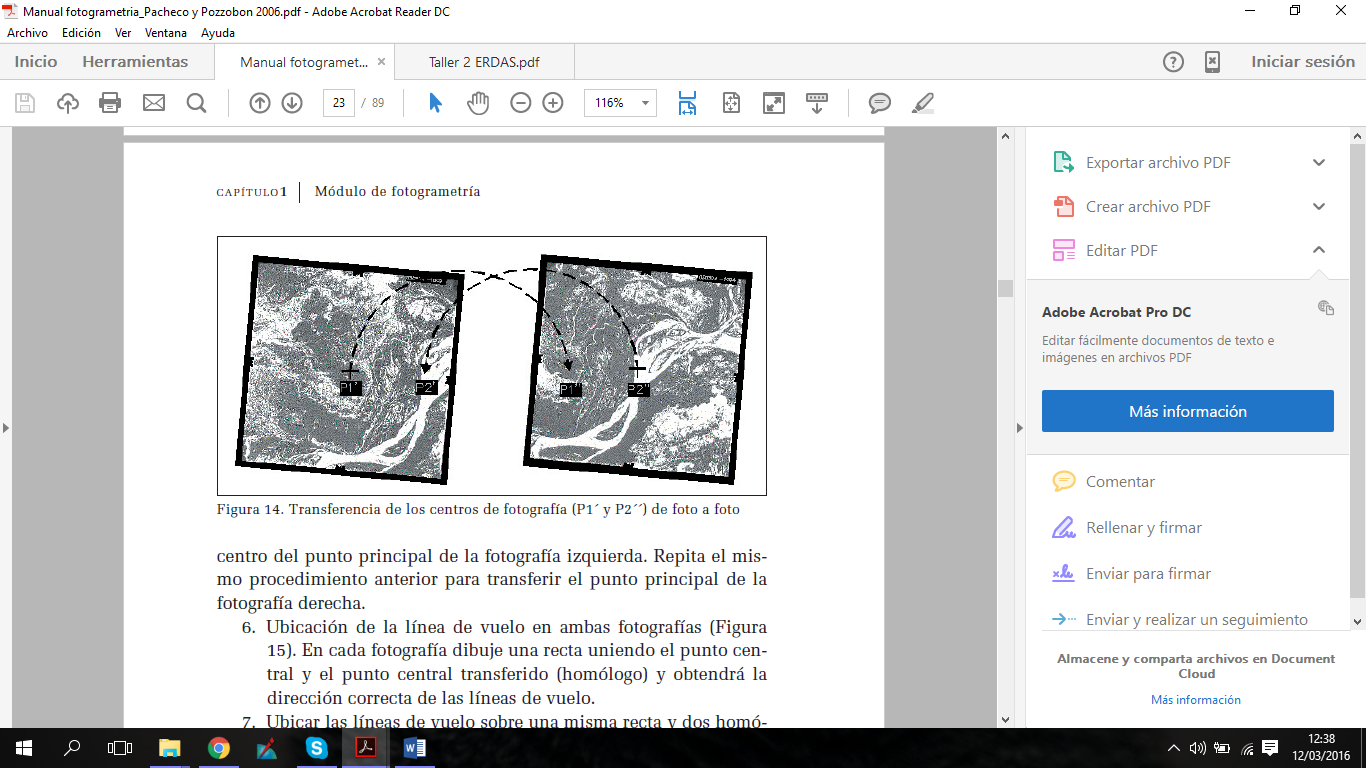 Manual fotogrametria_Pacheco y Pozzobon 2006.pdf - Adobe Acrobat Reader DC
Archivo Edición Ver Ventana Ayuda
Inicio Herramientas Manual fotogramet... × Taller 2 ERDAS.pdf Iniciar sesión
23 / 89 116%
CAPÍTULO1 Módulo de fotogrametría
P1' P2' P1'' P2''
Figura 14. Transferencia de los centros de fotografía (P1´ y P2´´) de foto a foto
centro del punto principal de la fotografía izquierda. Repita el mis-
mo procedimiento anterior para transferir el punto principal de la
fotografía derecha.
6. Ubicación de la línea de vuelo en ambas fotografías (Figura
15). En cada fotografía dibuje una recta uniendo el punto cen-
tral y el punto central transferido (homólogo) y obtendrá la
dirección correcta de las líneas de vuelo.
7. Ubicar las líneas de vuelo sobre una misma recta y dos homó-
Exportar archivo PDF
Crear archivo PDF
Editar PDF
Adobe Acrobat Pro DC
Editar fácilmente documentos de texto e
imágenes en archivos PDF
Más información
Comentar
Rellenar y firmar
Enviar para firmar
Enviar y realizar un seguimiento
Almacene y comparta archivos en Document
Cloud
Más información
12:38
12/03/2016